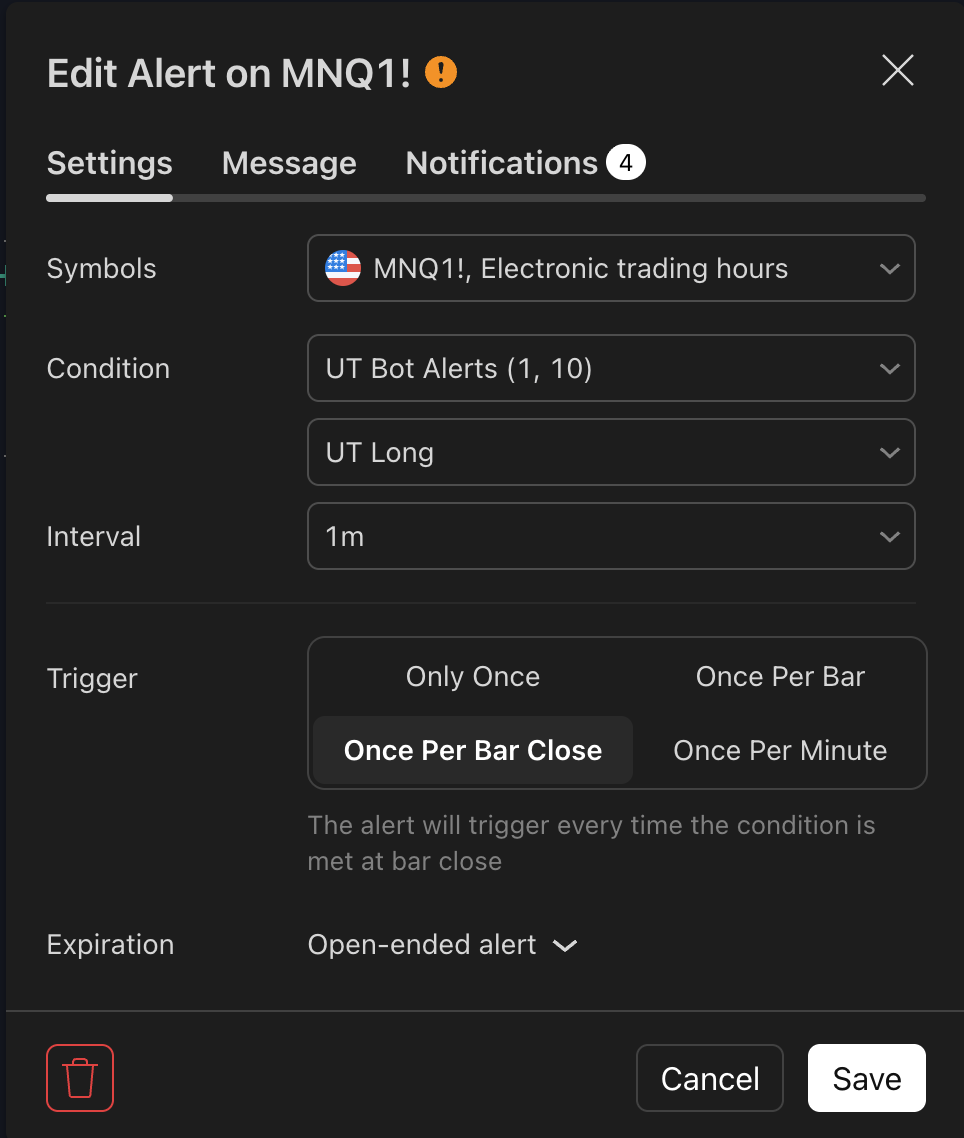 Edit Alert on MNQ1!
Settings Message Notifications 4
Symbols MNQ1!, Electronic trading hours
Condition UT Bot Alerts (1, 10)
UT Long
Interval 1m
Trigger Only Once Once Per Bar
Once Per Bar Close Once Per Minute
The alert will trigger every time the condition is
met at bar close
Expiration Open-ended alert
Cancel Save